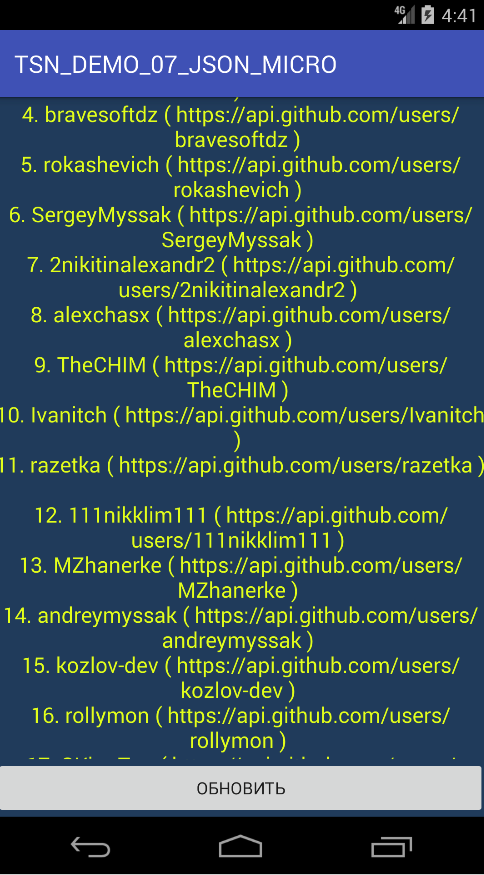 4G 4:41
TSN_DEMO_07_JSON_MICRO
)
4. bravesoftdz ( https://api.github.com/users/
bravesoftdz )
5. rokashevich ( https://api.github.com/users/
rokashevich )
6. SergeyMyssak ( https://api.github.com/users/
SergeyMyssak )
7. 2nikitinalexandr2 ( https://api.github.com/
users/2nikitinalexandr2 )
8. alexchasx ( https://api.github.com/users/
alexchasx )
9. TheCHIM ( https://api.github.com/users/
TheCHIM )
10. Ivanitch ( https://api.github.com/users/Ivanitch
)
11. razetka ( https://api.github.com/users/razetka )
12. 111nikklim111 ( https://api.github.com/
users/111nikklim111 )
13. MZhanerke ( https://api.github.com/users/
MZhanerke )
14. andreymyssak ( https://api.github.com/users/
andreymyssak )
15. kozlov-dev ( https://api.github.com/users/
kozlov-dev )
16. rollymon ( https://api.github.com/users/
rollymon )
ОБНОВИТЬ